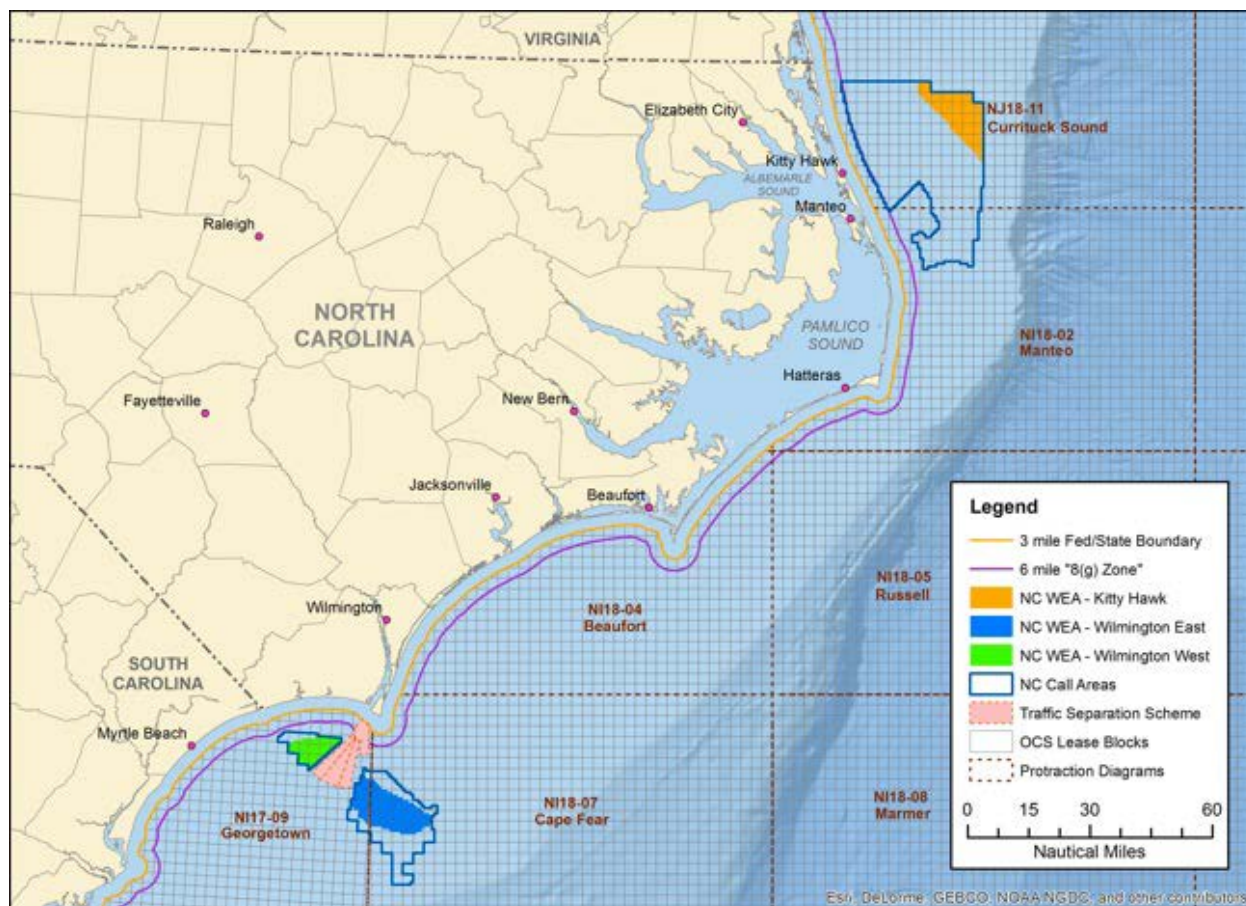 VIRGINIA
Elizabeth City
NJ18-11
Currituck Sound
Kitty Hawk
ALBEMARLE
SOUND
Manteo
Raleigh
NORTH
CAROLINA
PAMLICO
SOUND
NI18-02
Manteo
Hatteras
Fayetteville
New Bern
Jacksonville
Beaufort
Wilmington
NI18-04
Beaufort
NI18-05
Russell
SOUTH
CAROLINA
Myrtle Beach
NI17-09
Georgetown
NI18-07
Cape Fear
NI18-08
Marmer
Legend
3 mile Fed/State Boundary
6 mile "8(g) Zone"
NC WEA - Kitty Hawk
NC WEA - Wilmington East
NC WEA - Wilmington West
NC Call Areas
Traffic Separation Scheme
OCS Lease Blocks
Protraction Diagrams
0 15 30 60
Nautical Miles
Esri, DeLorme, GEBCO, NOAA NGDC, and other contributors